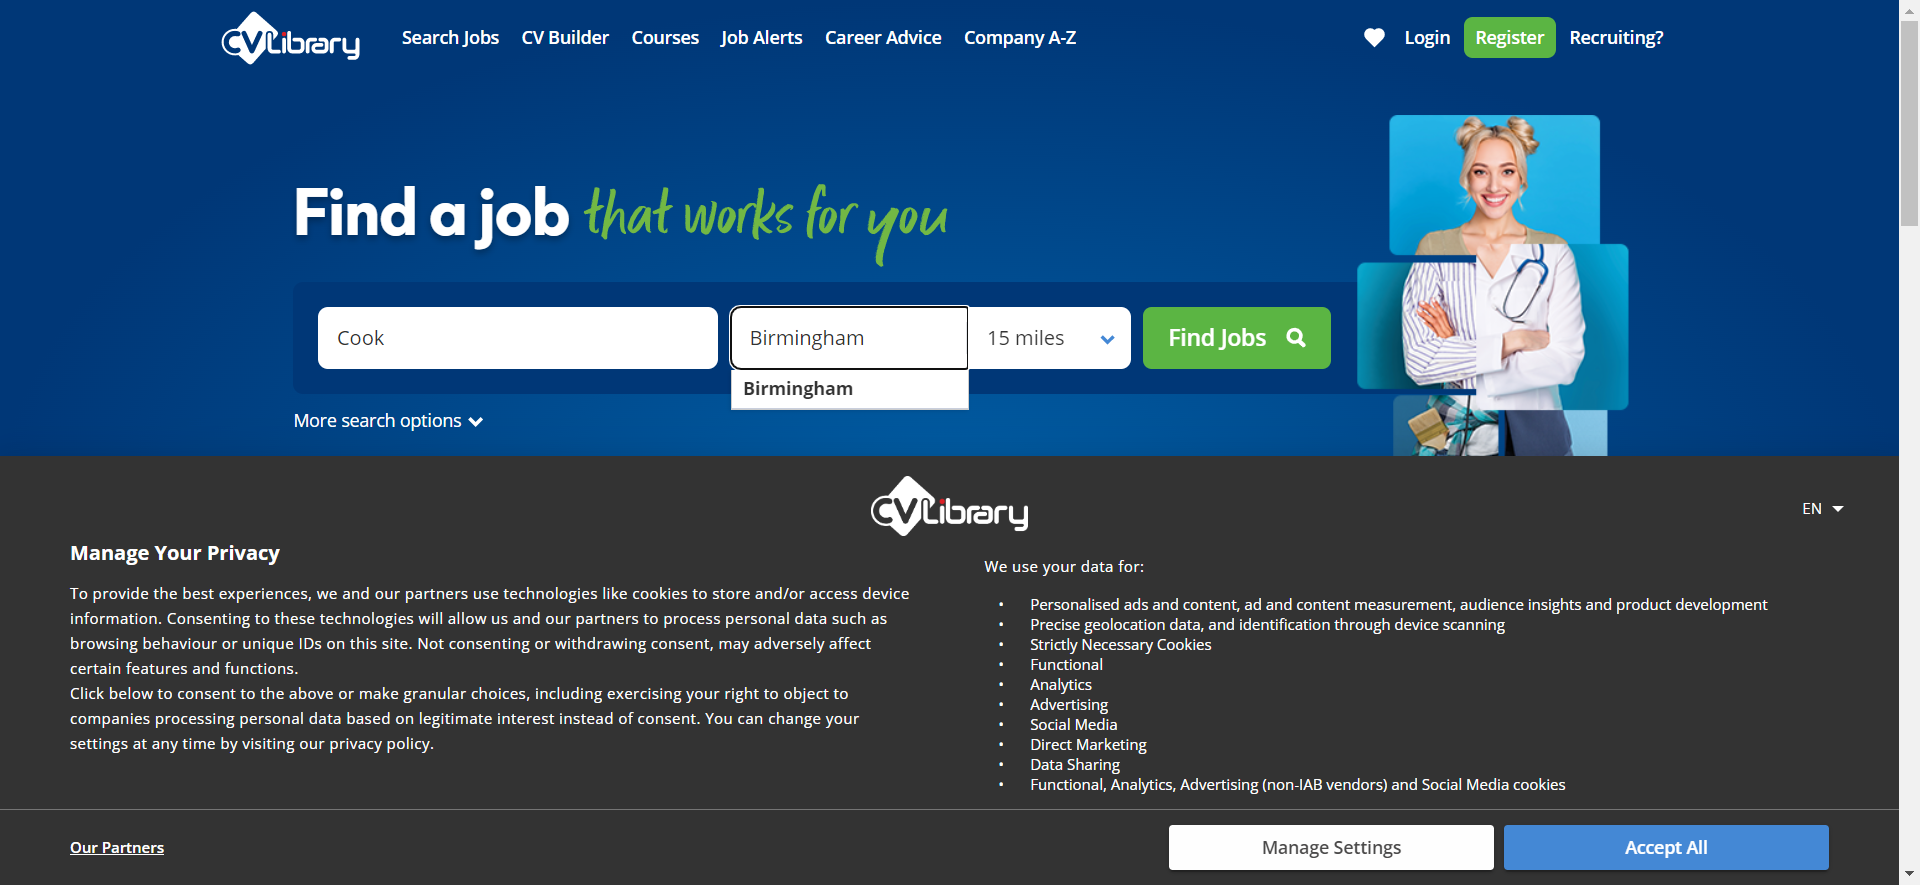 CVLibrary
Search Jobs
CV Builder
Courses
Job Alerts
Career Advice
Company A-Z
Login
Register
Recruiting?
Find a job that works for you
Cook
Birmingham
15 miles
Find Jobs
Birmingham
More search options
CVLibrary
EN
Manage Your Privacy
To provide the best experiences, we and our partners use technologies like cookies to store and/or access device
information. Consenting to these technologies will allow us and our partners to process personal data such as
browsing behaviour or unique IDs on this site. Not consenting or withdrawing consent, may adversely affect
certain features and functions.
Click below to consent to the above or make granular choices, including exercising your right to object to
companies processing personal data based on legitimate interest instead of consent. You can change your
settings at any time by visiting our privacy policy.
We use your data for:
• Personalised ads and content, ad and content measurement, audience insights and product development
• Precise geolocation data, and identification through device scanning
• Strictly Necessary Cookies
• Functional
• Analytics
• Advertising
• Social Media
• Direct Marketing
• Data Sharing
• Functional, Analytics, Advertising (non-IAB vendors) and Social Media cookies
Our Partners
Manage Settings
Accept All